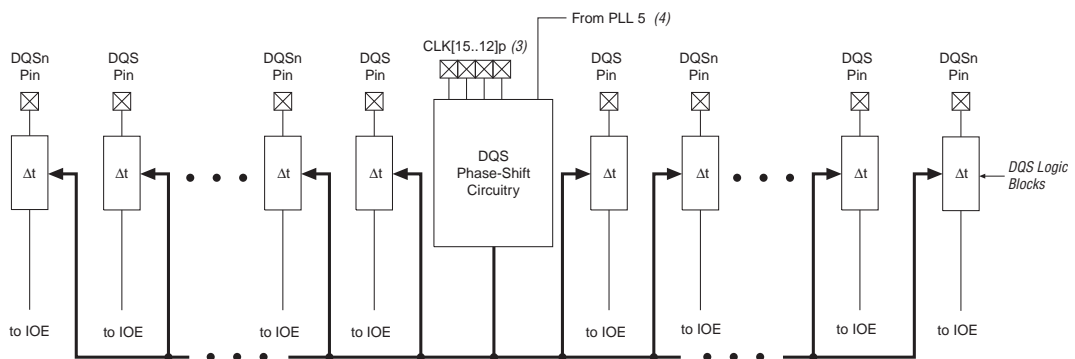 From PLL 5 (4)
CLK[15..12]p (3)
DQSn
Pin
DQS
Pin
DQSn
Pin
DQS
Pin
DQS
Pin
DQSn
Pin
DQS
Pin
DQSn
Pin
Δt
Δt
Δt
Δt
DQS
Phase-Shift
Circuitry
Δt
Δt
Δt
Δt
DQS Logic
Blocks
to IOE
to IOE
to IOE
to IOE
to IOE
to IOE
to IOE
to IOE